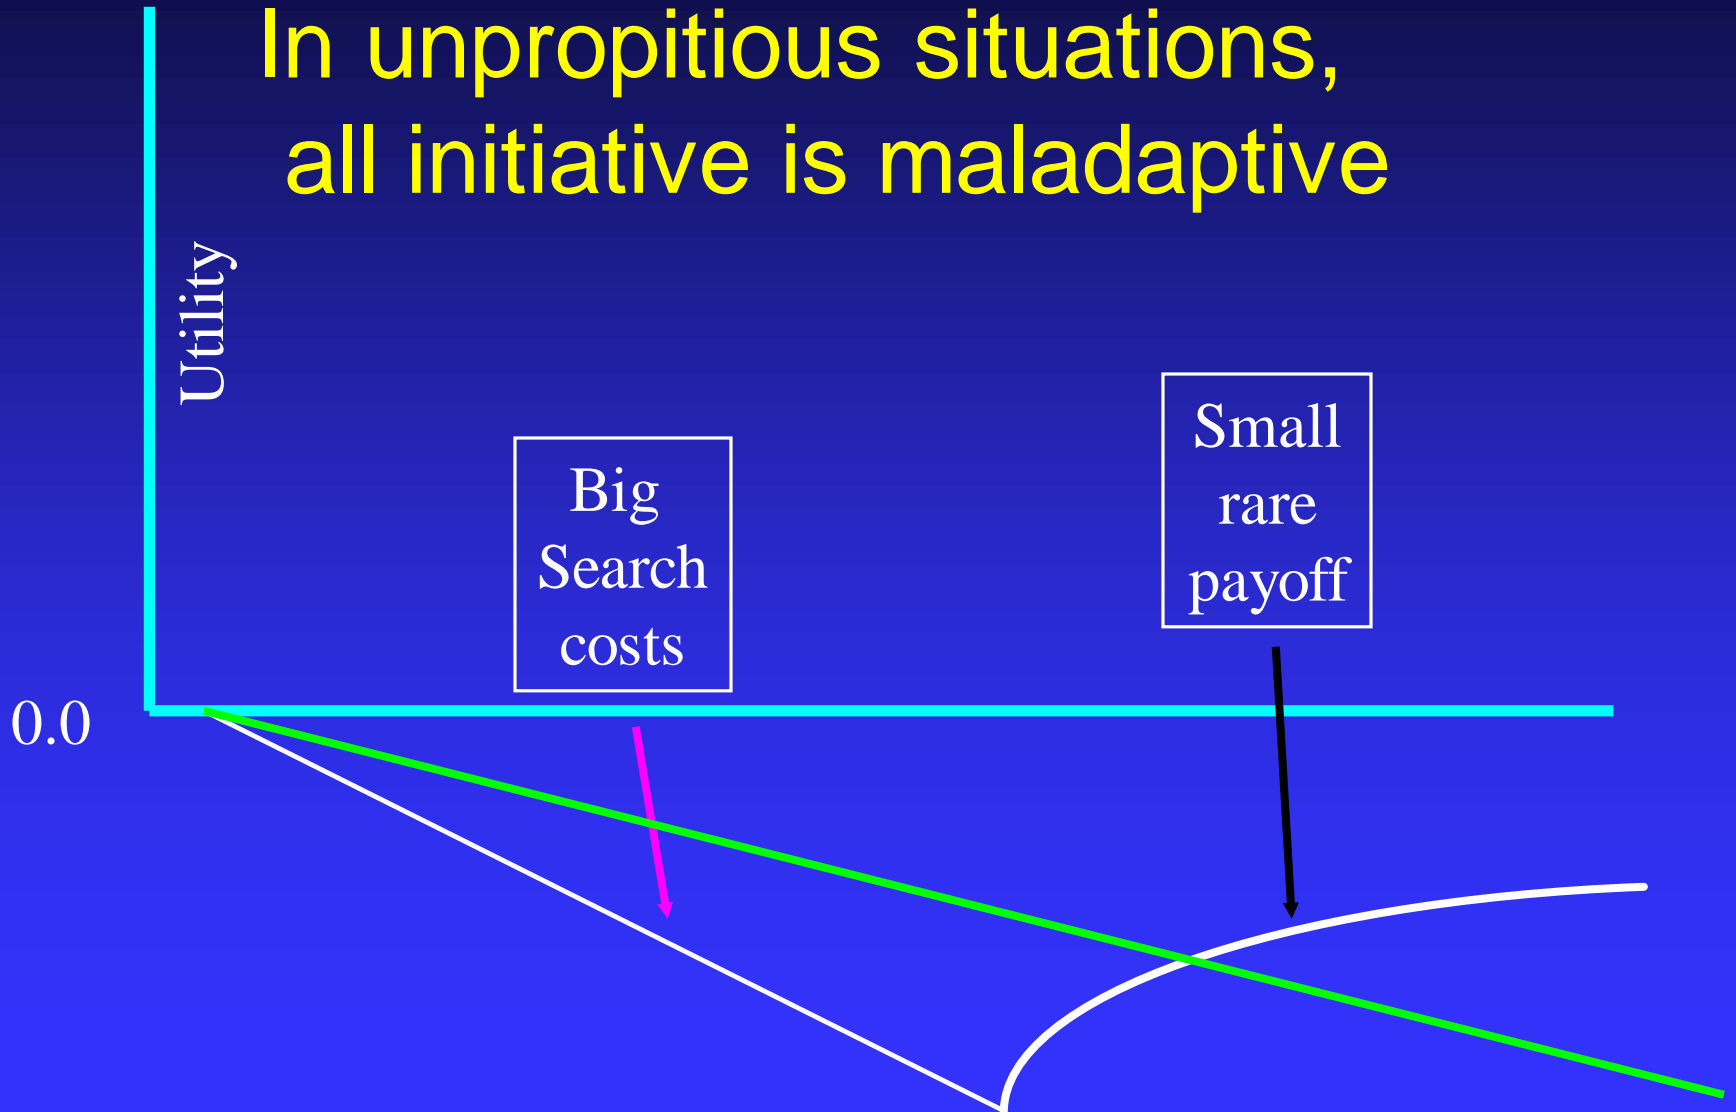 In unpropitious situations,
all initiative is maladaptive
Utility
Big
Search
costs
Small
rare
payoff
0.0